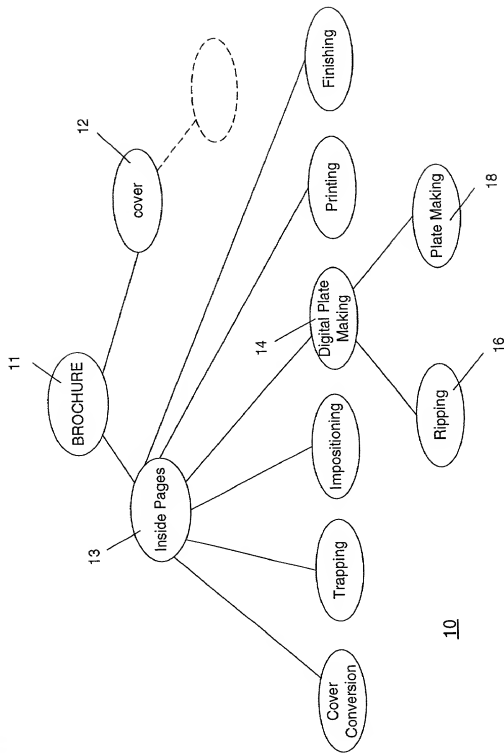 11
BROCHURE
12
cover
13
Inside Pages
Cover
Conversion
Trapping
Impositioning
14
Digital Plate
Making
Printing
Finishing
Ripping
16
Plate Making
18
10